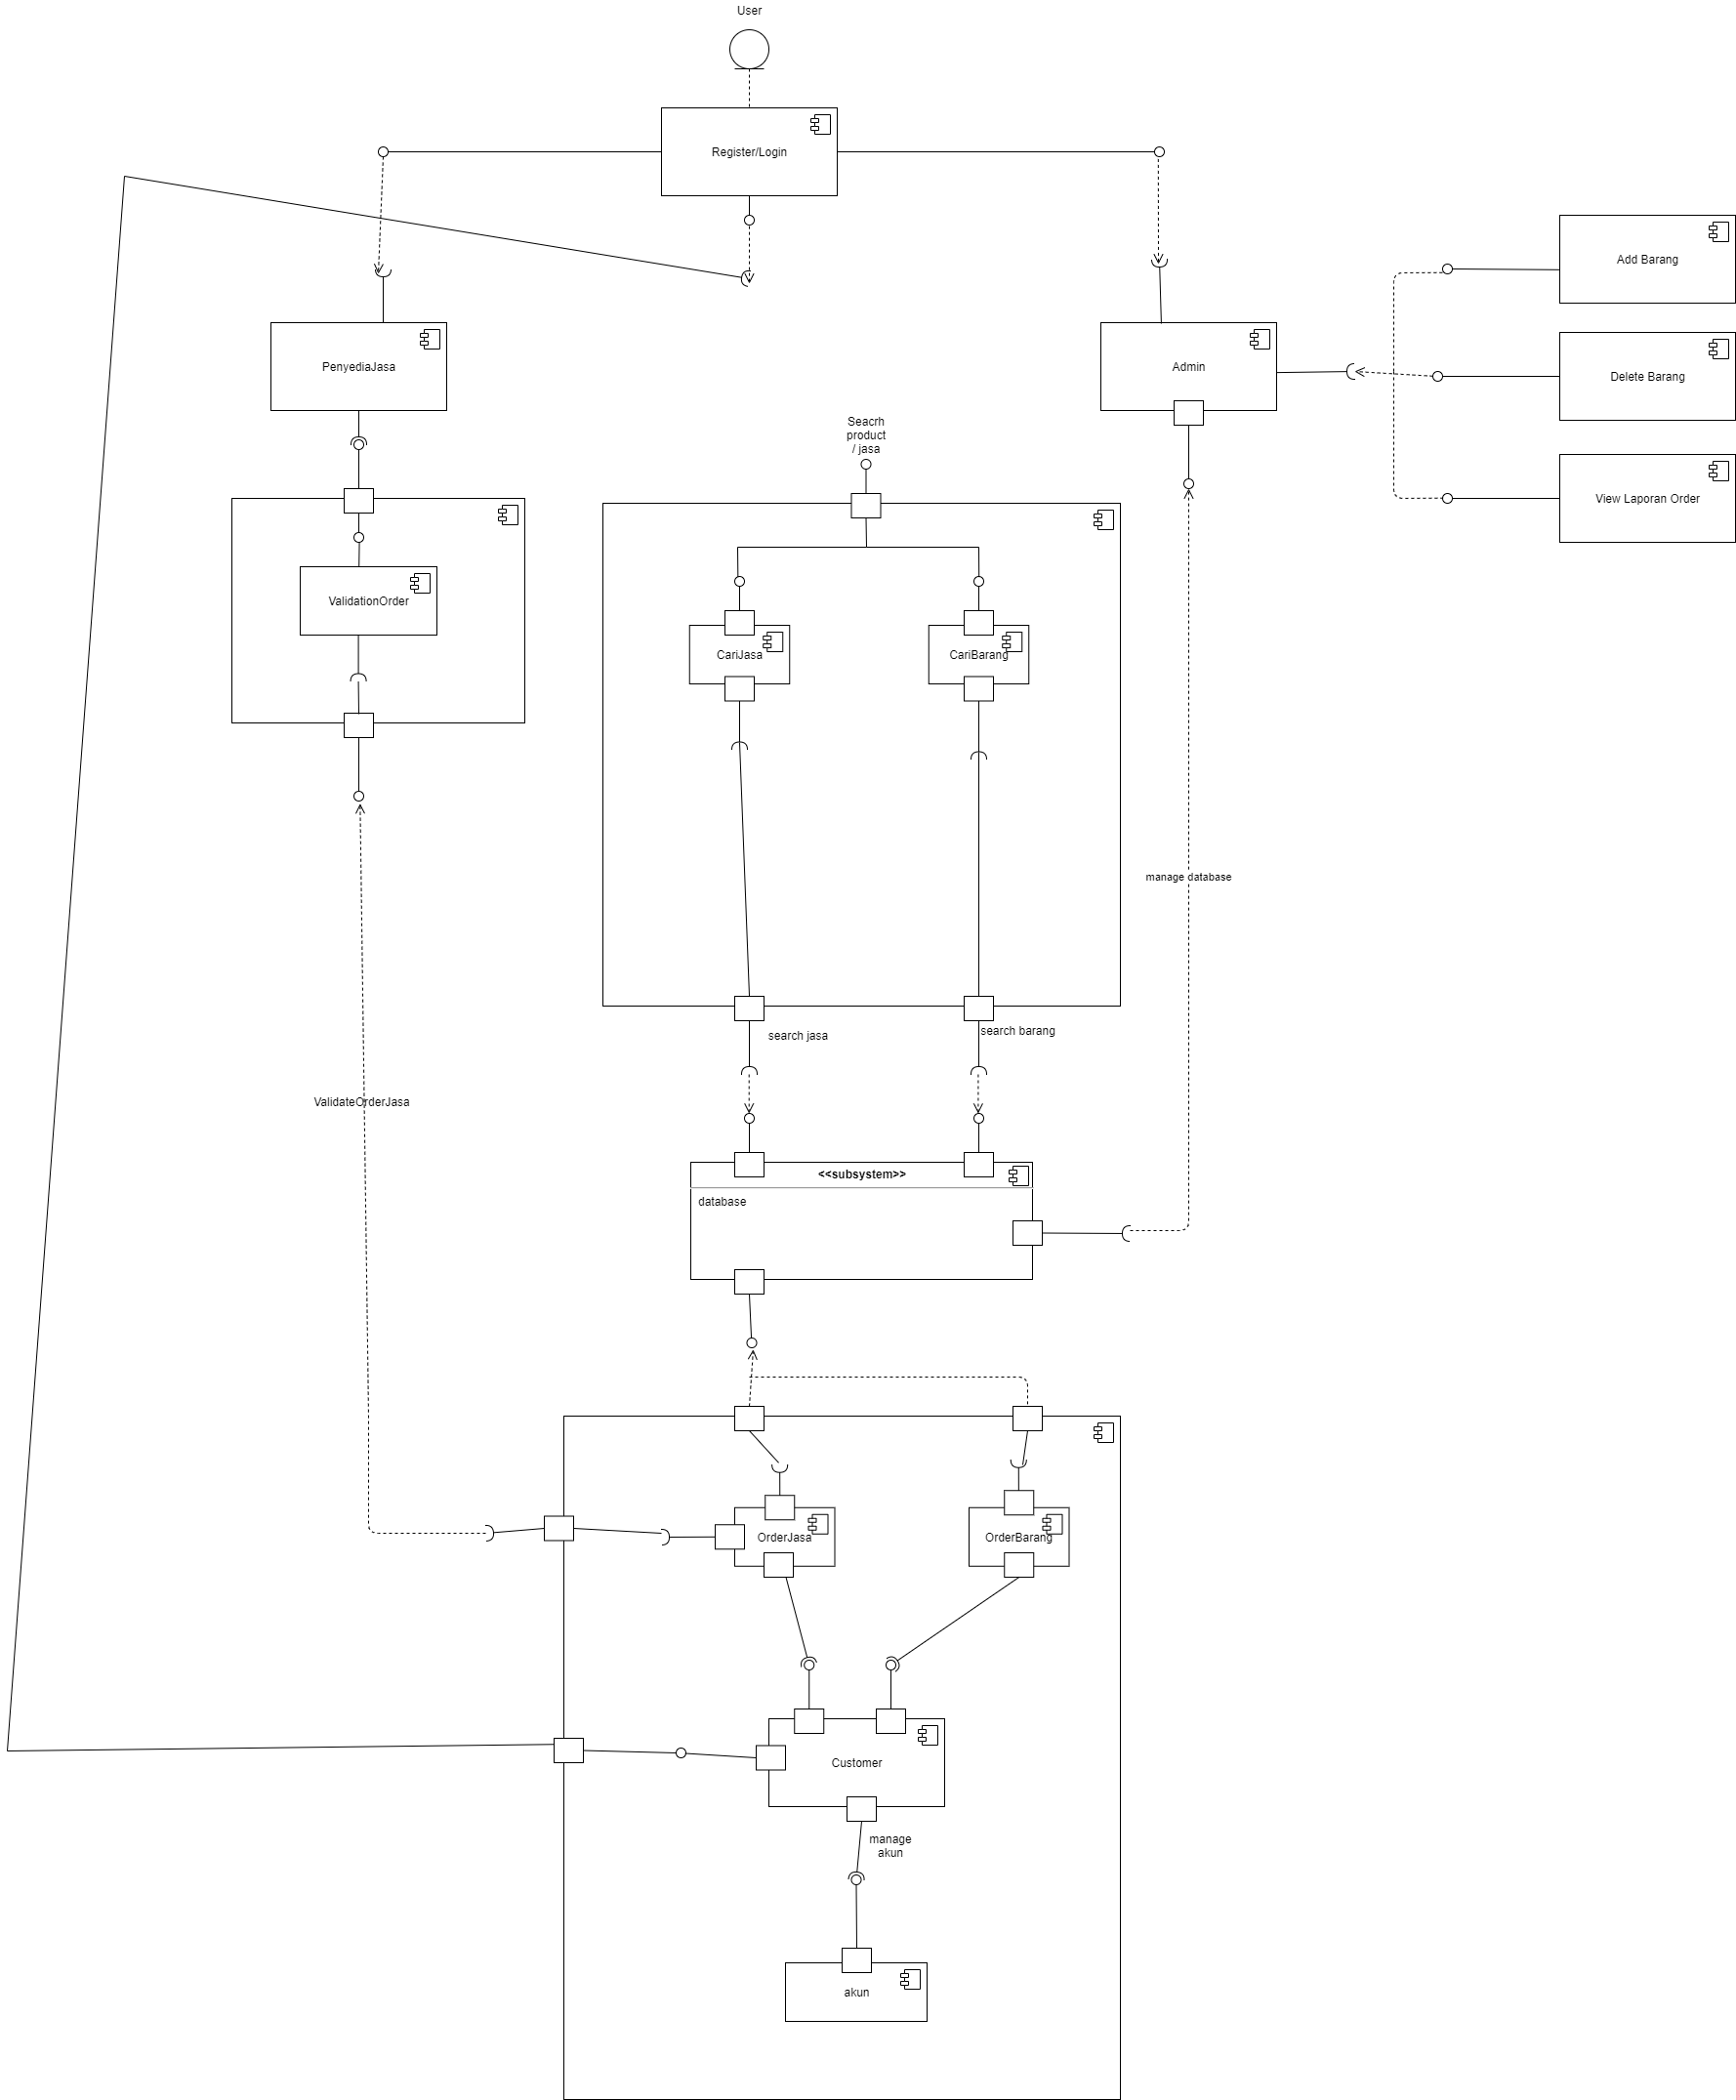 User
Register/Login
Add Barang
PenyediaJasa
Admin
Delete Barang
Seacrh
product
/ jasa
View Laporan Order
ValidationOrder
CariJasa
CariBarang
manage database
search jasa
search barang
ValidateOrderJasa
<<subsystem>>
database
OrderJasa
OrderBarang
Customer
manage
akun
akun